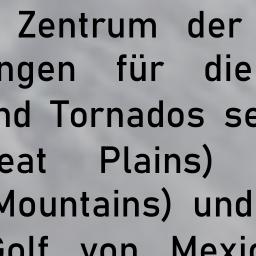 Zentrum der
ngen für die
nd Tornados se
eat Plains)
Mountains) und
Golf von Mexic